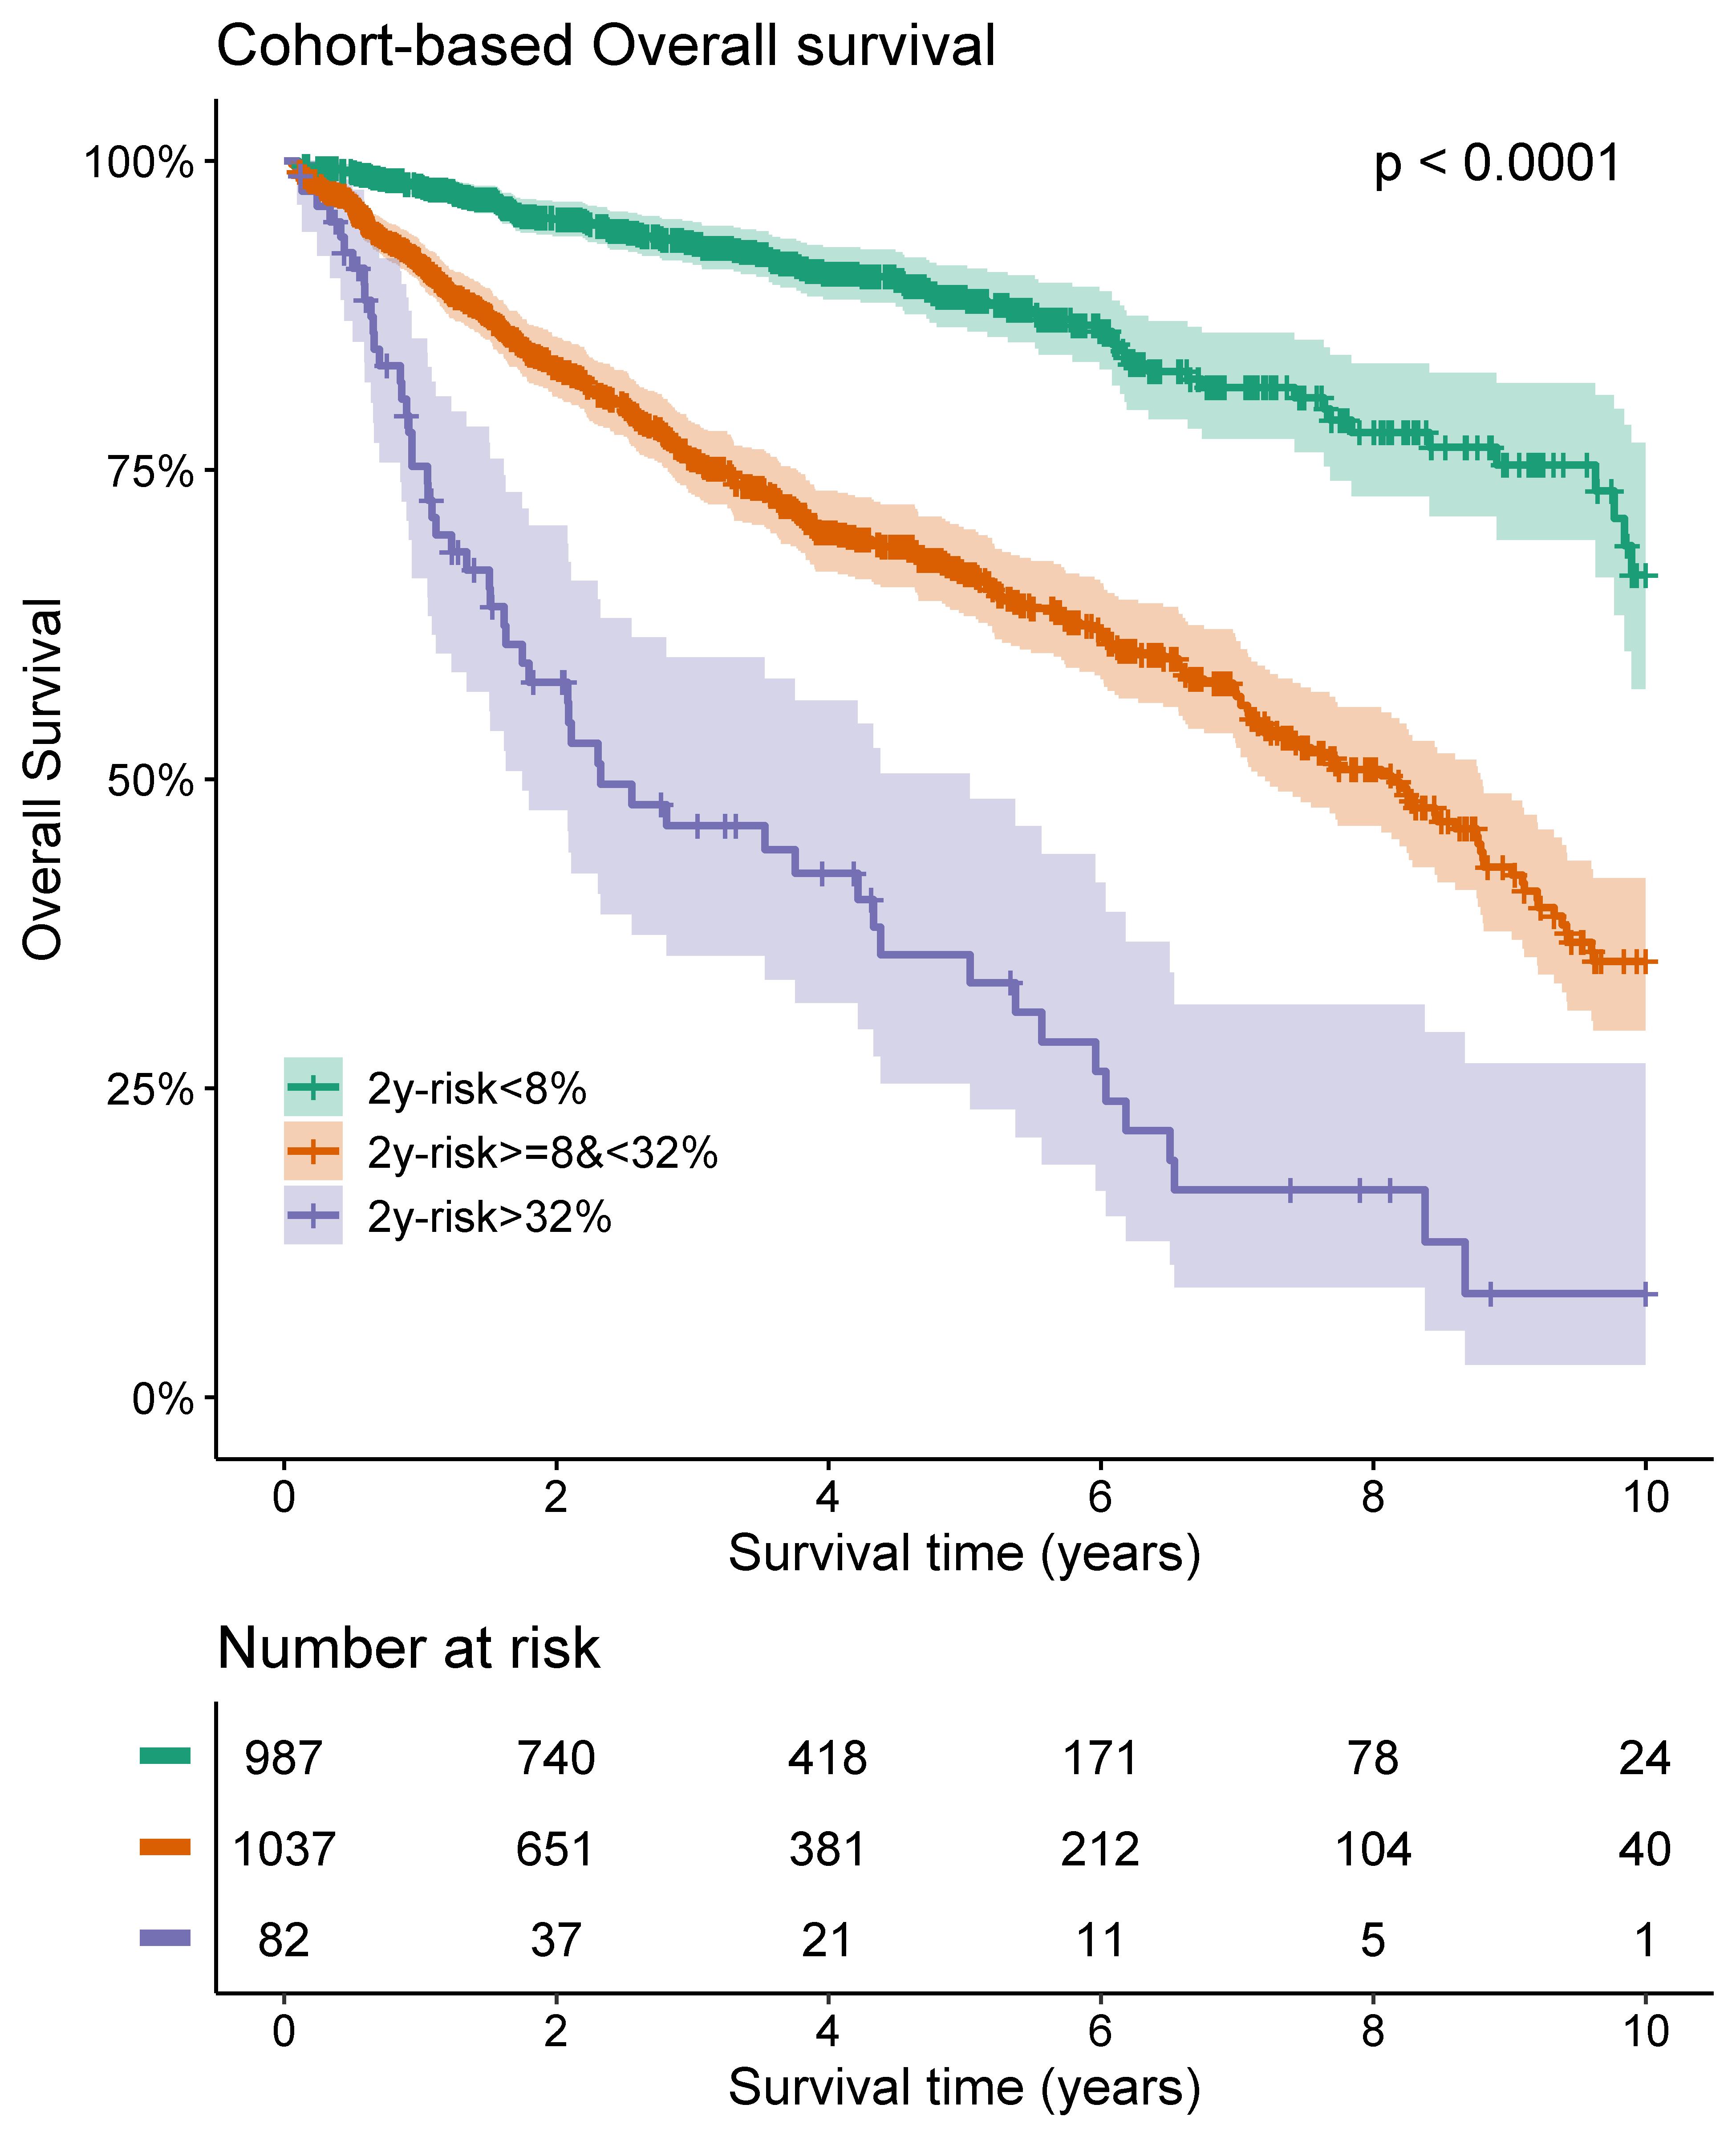 Cohort-based Overall survival
p < 0.0001
100%
75%
50%
25%
0%
Overall Survival
2y-risk<8%
2y-risk>=8&<32%
2y-risk>32%
0 2 4 6 8 10
Survival time (years)
Number at risk
987 740 418 171 78 24
1037 651 381 212 104 40
82 37 21 11 5 1
0 2 4 6 8 10
Survival time (years)